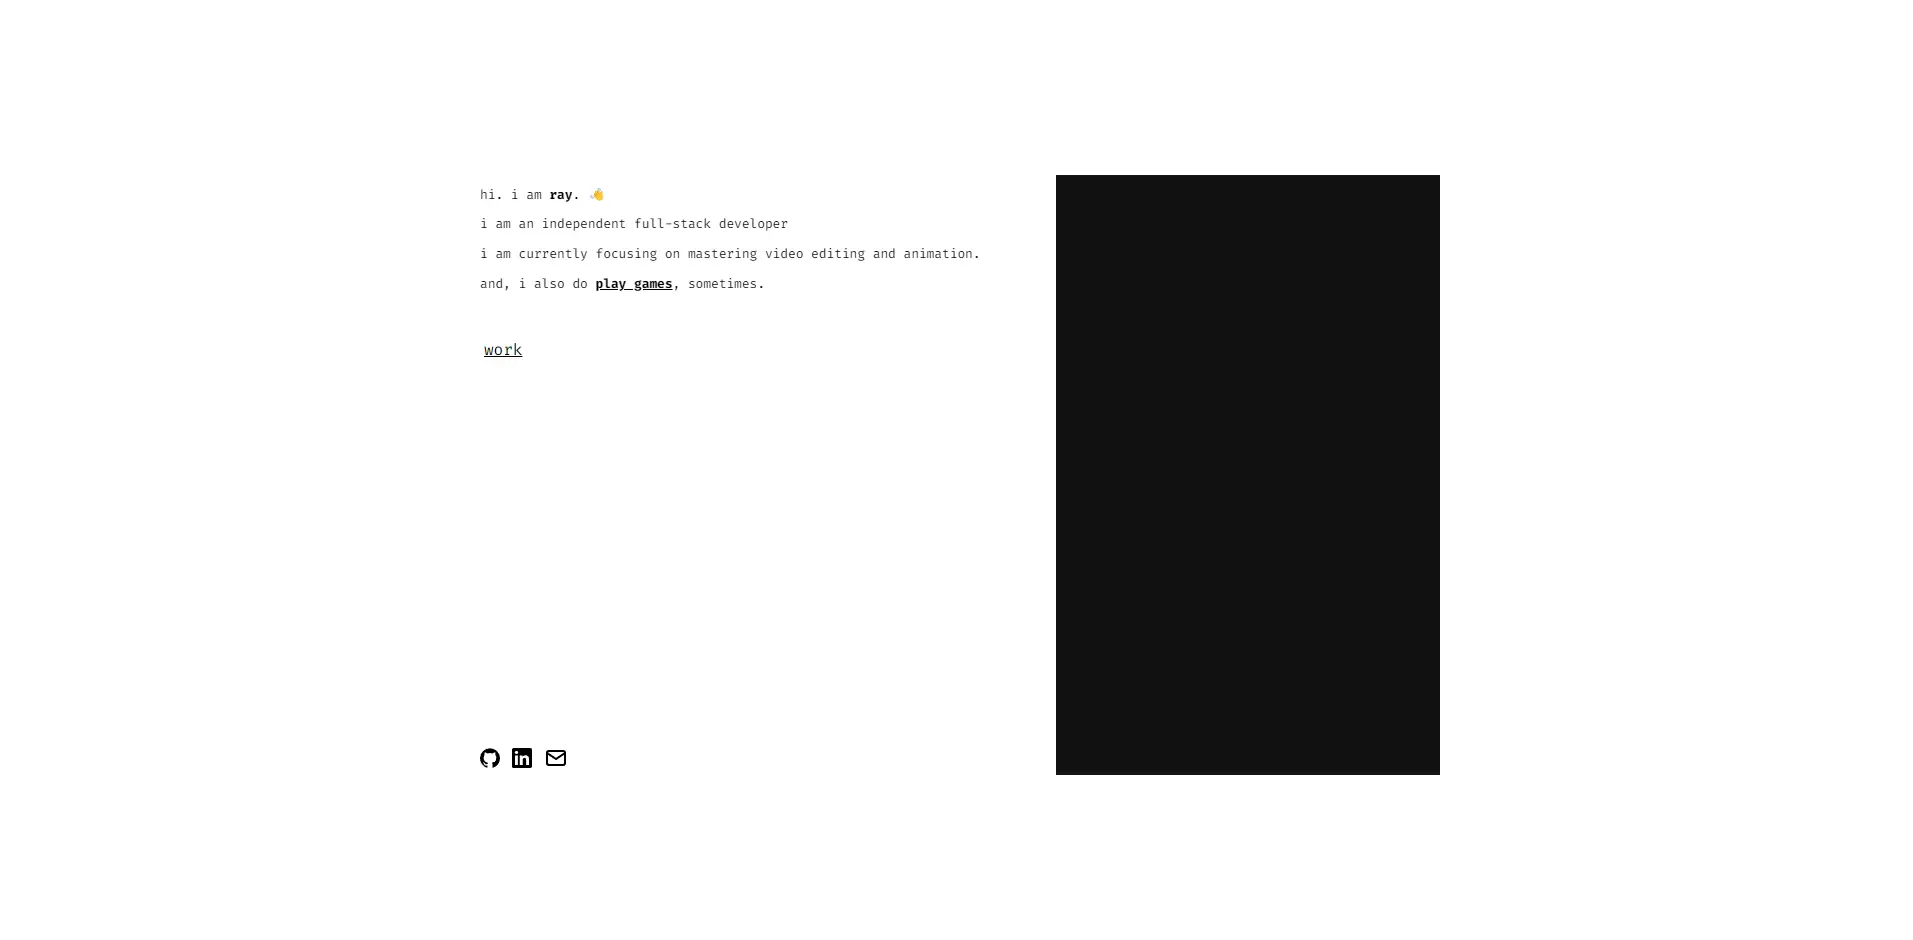 hi. i am ray. 👋
i am an independent full-stack developer
i am currently focusing on mastering video editing and animation.
and, i also do play games, sometimes.
work